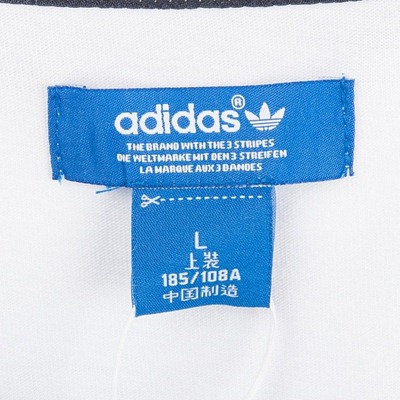 adidas®
THE BRAND WITH THE 3 STRIPES
DIE WELTMARKE MIT DEN 3 STREIFEN
LA MARQUE AUX 3 BANDES
L
上裝
185/108A
中国制造